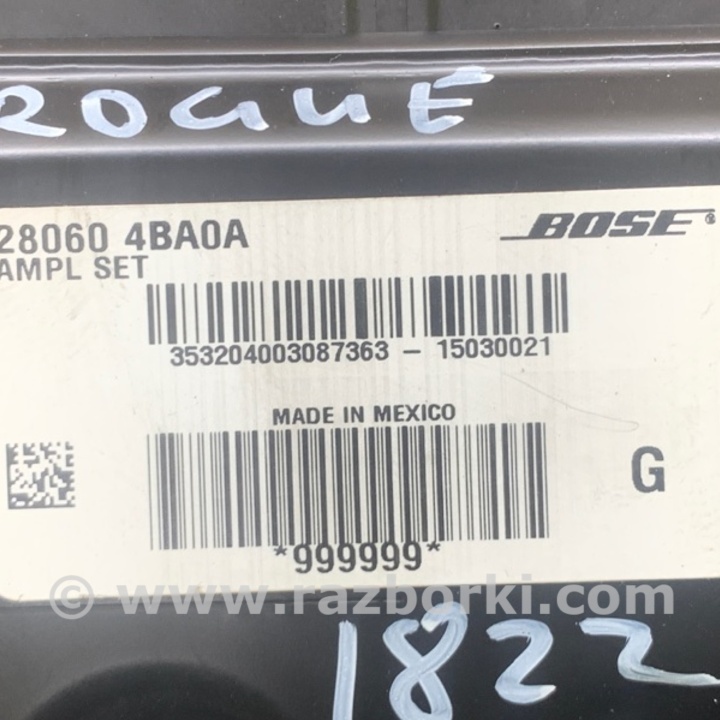 ROGUE
28060 4BA0A
BOSE®
AMPL SET
353204003087363 – 15030021
MADE IN MEXICO
G
*999999*
© www.razborki.com
1822